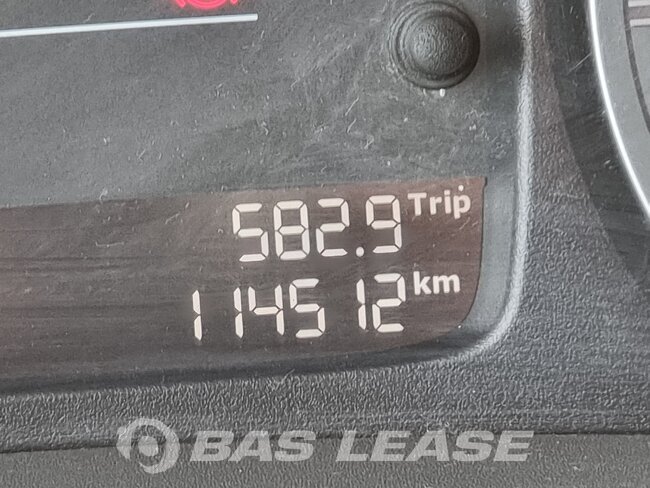 582.9 Trip
114512 km
BAS LEASE